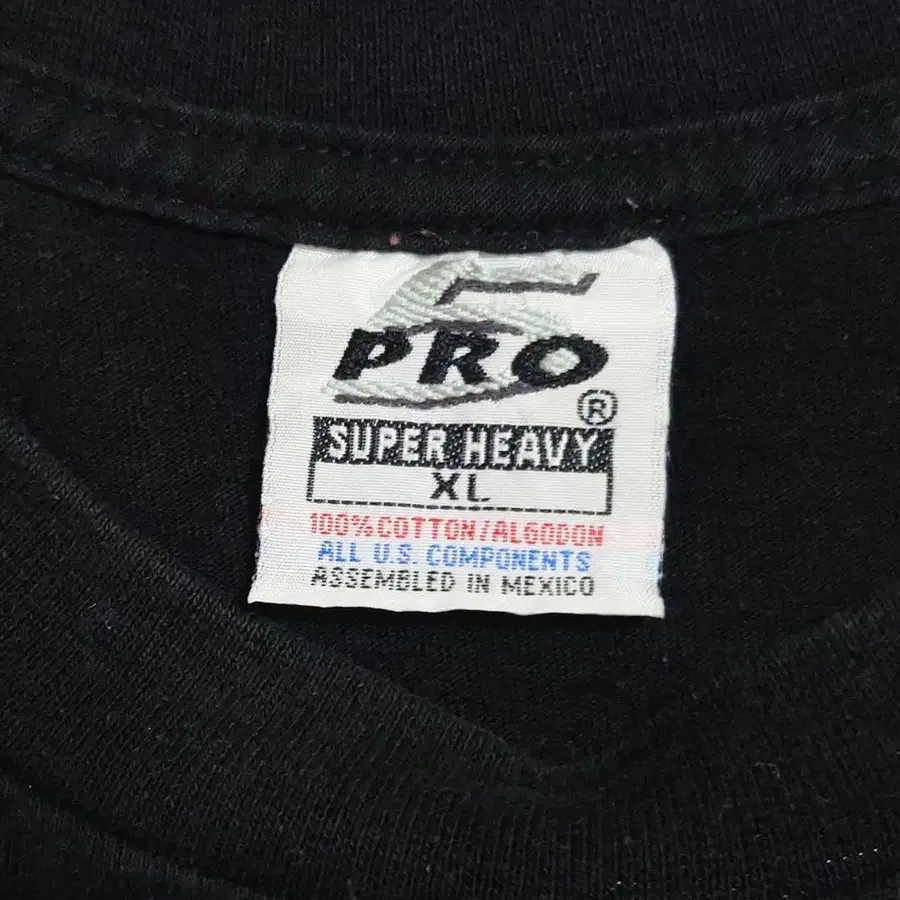 5
PRO
®
SUPER HEAVY
XL
100% COTTON/ALGODON
ALL U.S. COMPONENTS
ASSEMBLED IN MEXICO